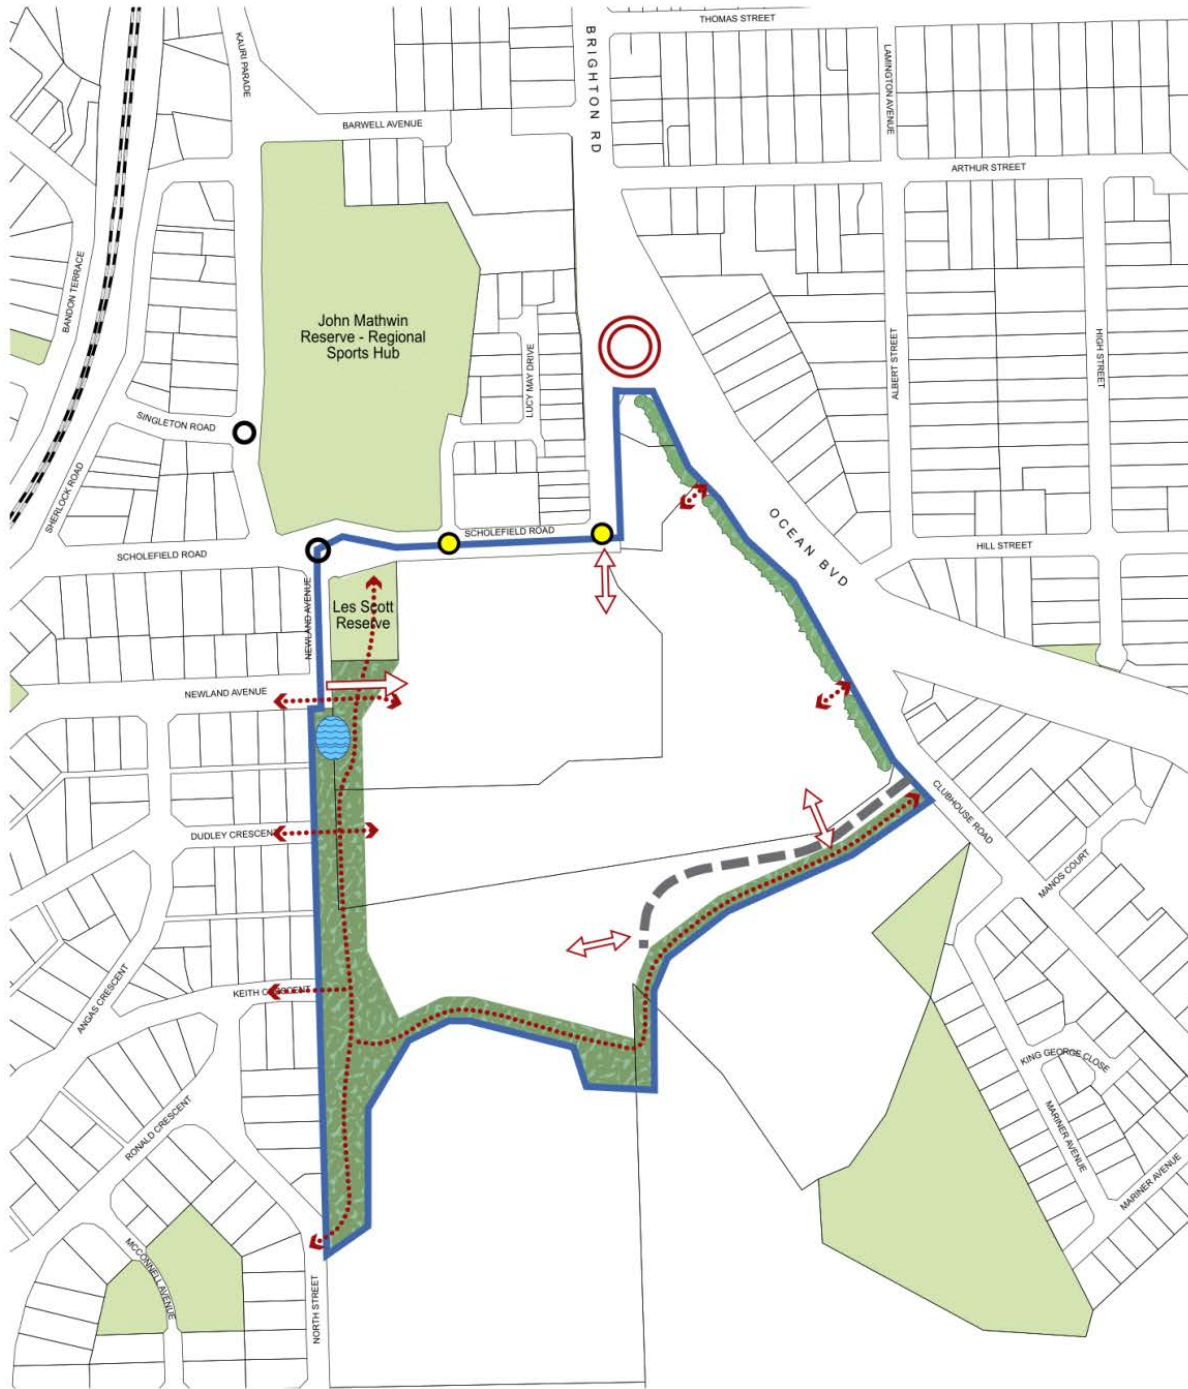 THOMAS STREET
KAURI PARADE
BRIGHTON RD
LAMINGTON AVENUE
BARWELL AVENUE
ARTHUR STREET
BANDON TERRACE
John Mathwin
Reserve - Regional
Sports Hub
LUCY MAY DRIVE
ALBERT STREET
HIGH STREET
SINGLETON ROAD
SHERLOCK ROAD
SCHOLEFIELD ROAD
SCHOLEFIELD ROAD
OCEAN BVD
HILL STREET
NEWLAND AVENUE
Les Scott
Reserve
NEWLAND AVENUE
CLUBHOUSE ROAD
DUDLEY CRESCENT
MANOS COURT
ANGAS CRESCENT
KEITH CRESCENT
KING GEORGE CLOSE
RONALD CRESCENT
MARINER AVENUE
MARINER AVENUE
MCCONNELL AVENUE
NORTH STREET